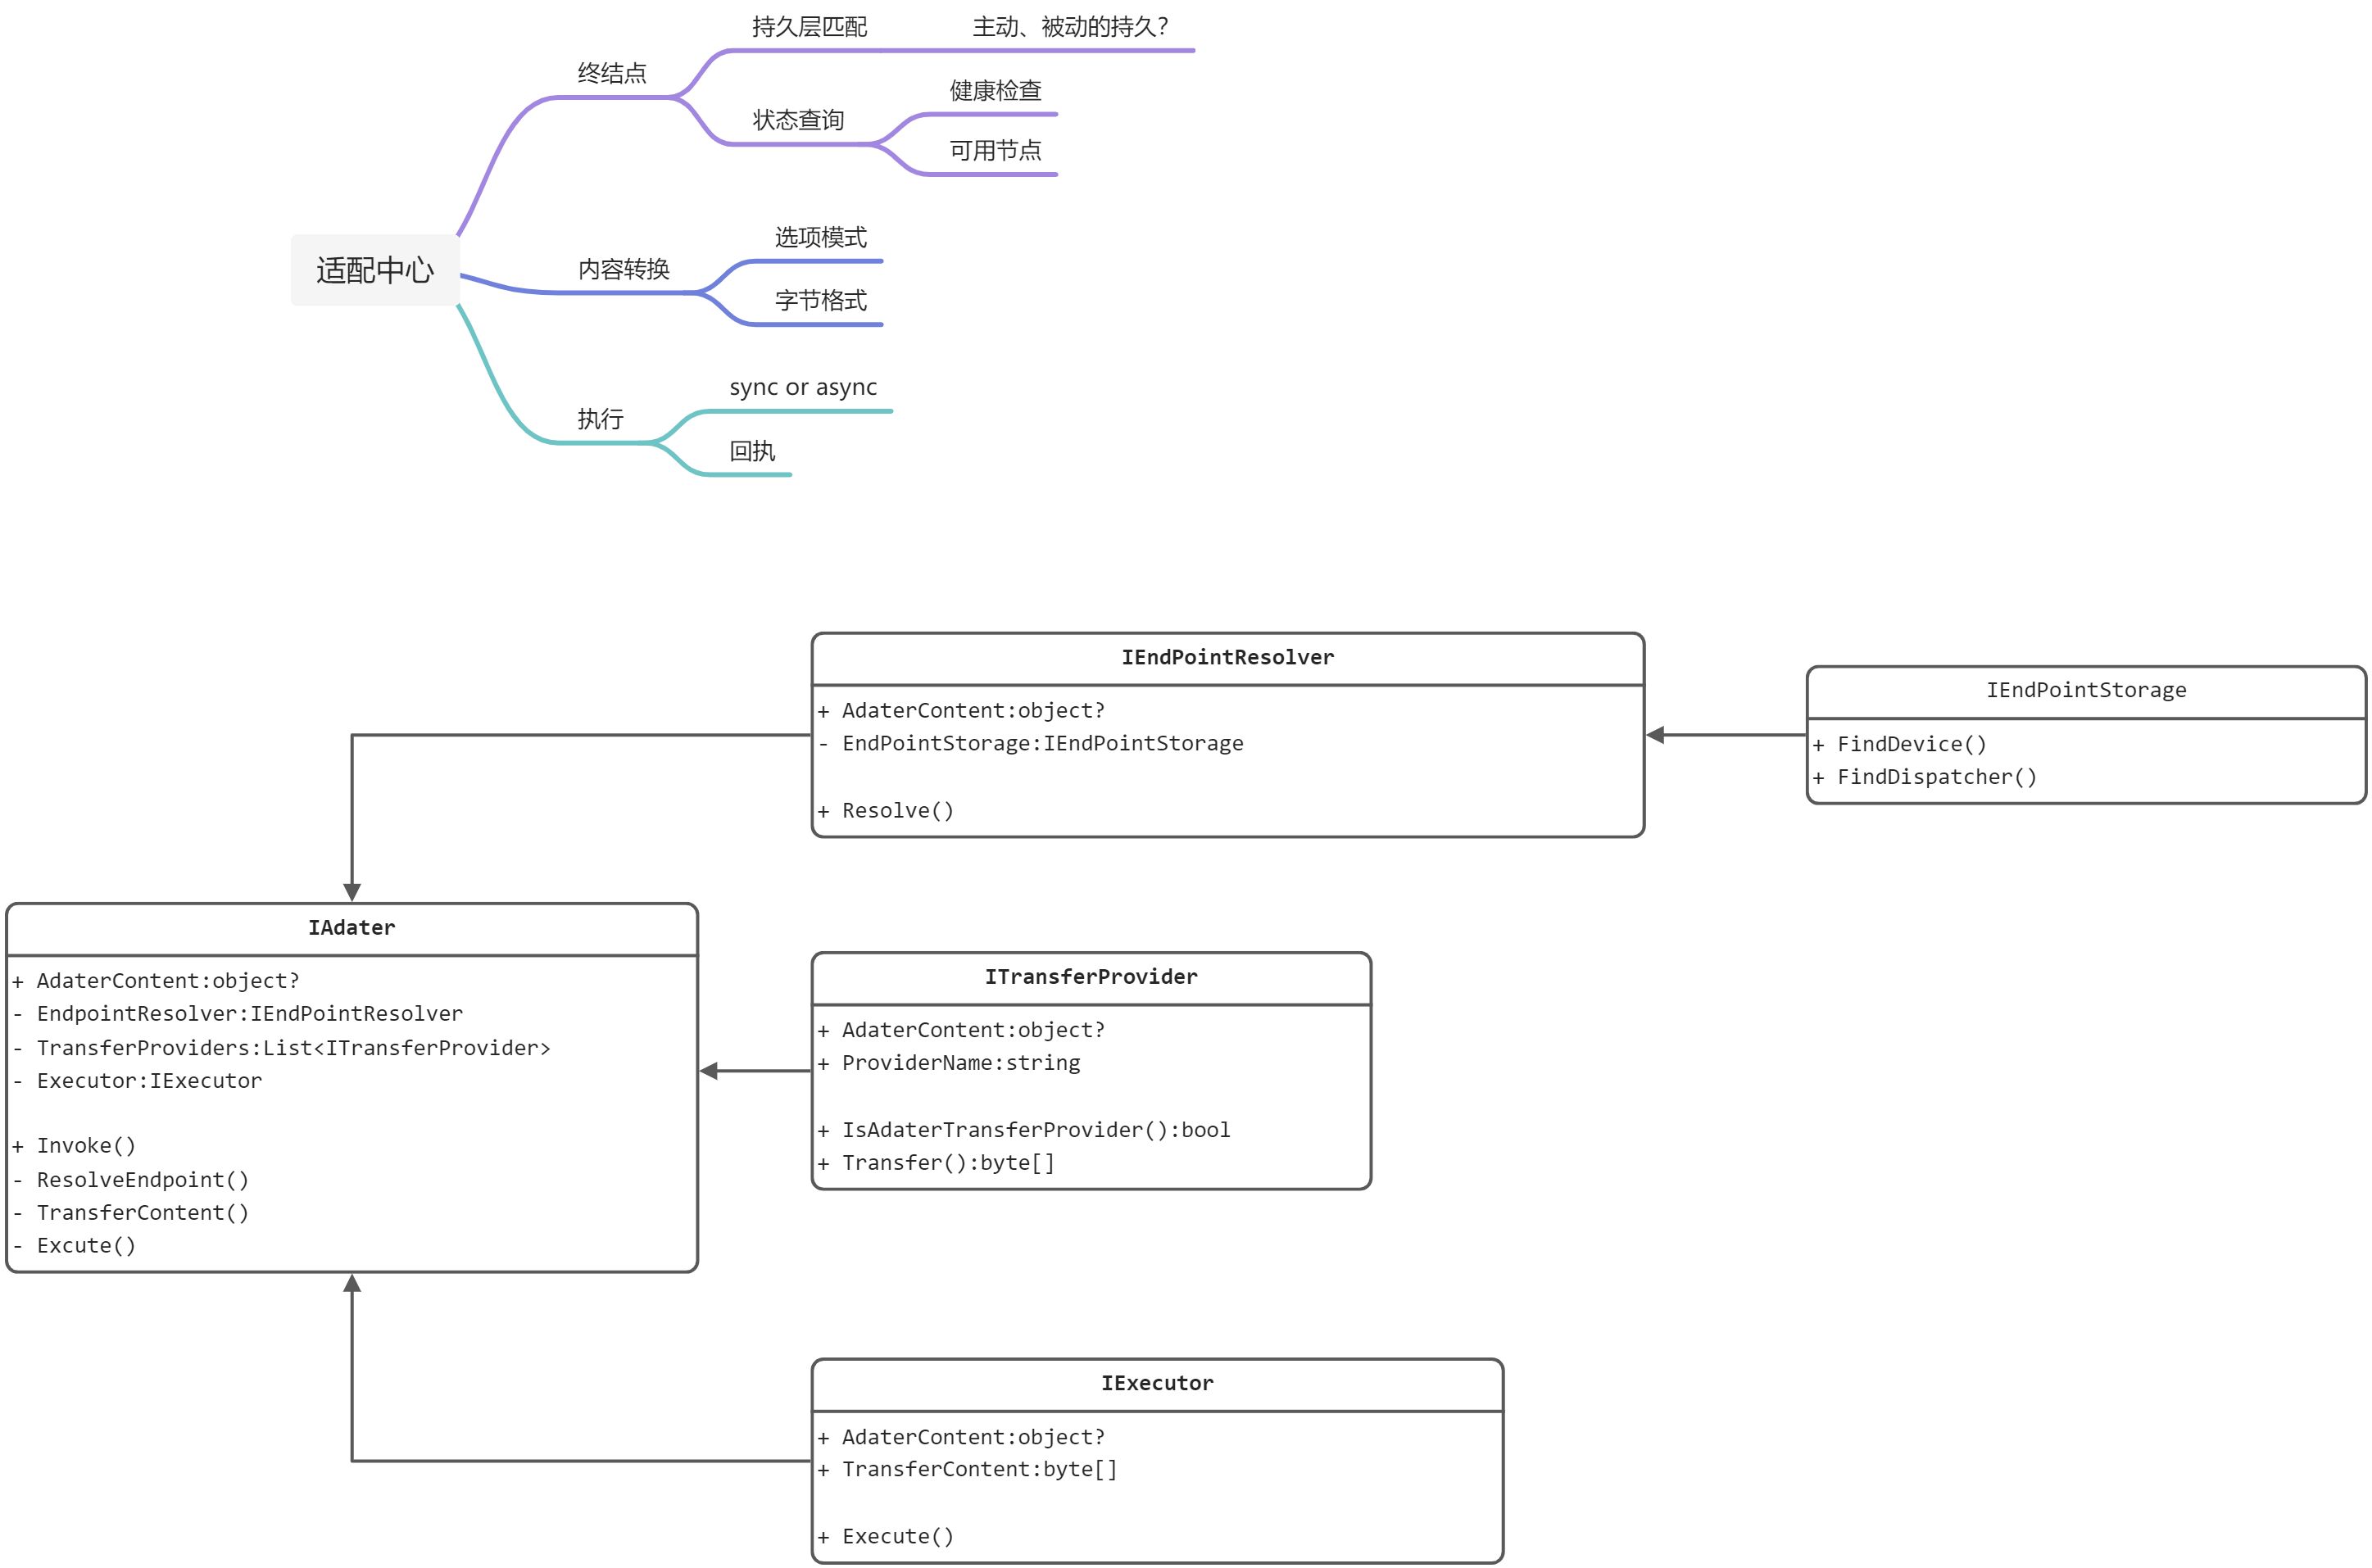 适配中心
终结点
持久层匹配
主动、被动的持久？
状态查询
健康检查
可用节点
内容转换
选项模式
字节格式
执行
sync or async
回执
IEndPointResolver
+ AdaterContent:object?
- EndPointStorage:IEndPointStorage
+ Resolve()
IEndPointStorage
+ FindDevice()
+ FindDispatcher()
IAdater
+ AdaterContent:object?
- EndpointResolver:IEndPointResolver
- TransferProviders:List<ITransferProvider>
- Executor:IExecutor
+ Invoke()
- ResolveEndpoint()
- TransferContent()
- Excute()
ITransferProvider
+ AdaterContent:object?
+ ProviderName:string
+ IsAdaterTransferProvider():bool
+ Transfer():byte[]
IExecutor
+ AdaterContent:object?
+ TransferContent:byte[]
+ Execute()